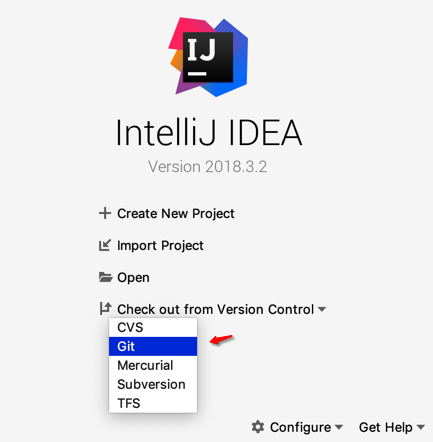 IJ
IntelliJ IDEA
Version 2018.3.2
Create New Project
Import Project
Open
Check out from Version Control
CVS
Git
Mercurial
Subversion
TFS
Configure Get Help